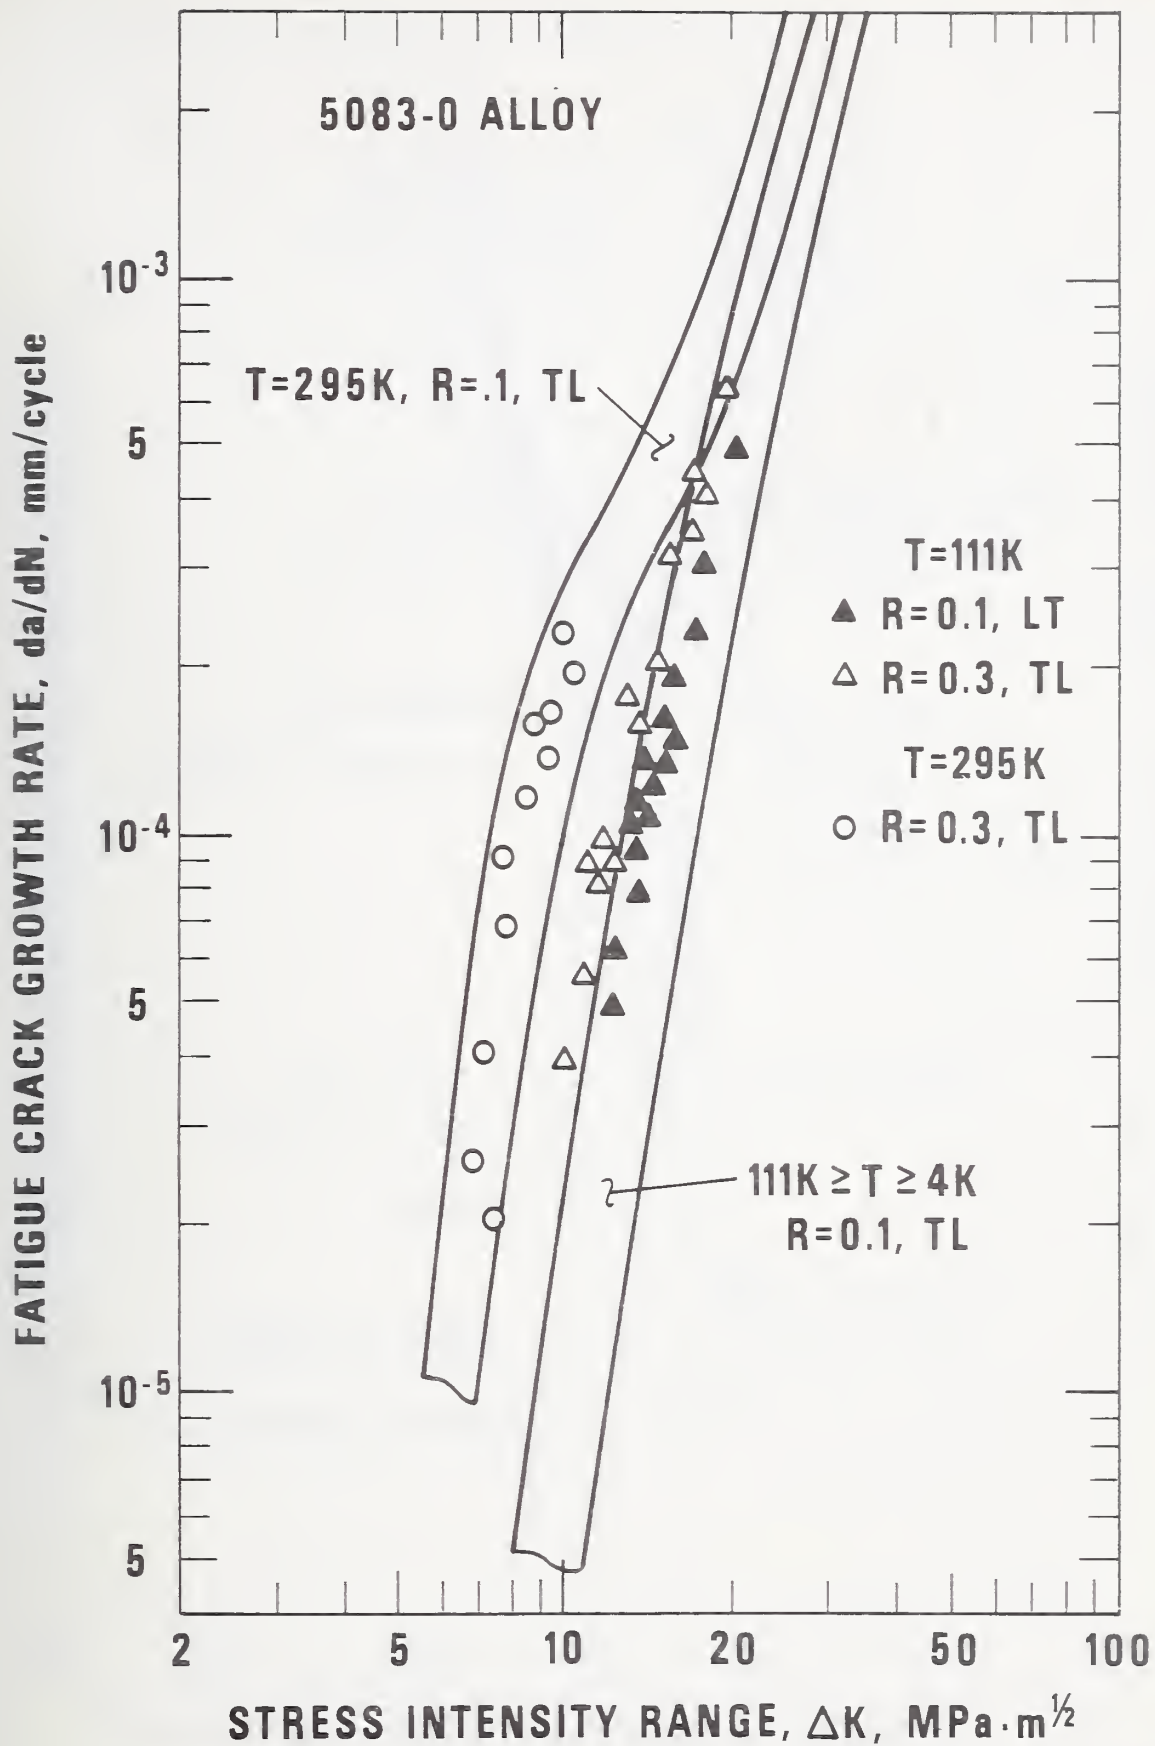 5083-0 ALLOY
10-3
T=295K, R=.1, TL
5
T=111K
▲ R=0.1, LT
△ R=0.3, TL
T=295K
○ R=0.3, TL
10-4
5
111K ≥ T ≥ 4K
R=0.1, TL
10-5
5
2 5 10 20 50 100
STRESS INTENSITY RANGE, ΔK, MPa·m½
FATIGUE CRACK GROWTH RATE, da/dN, mm/cycle